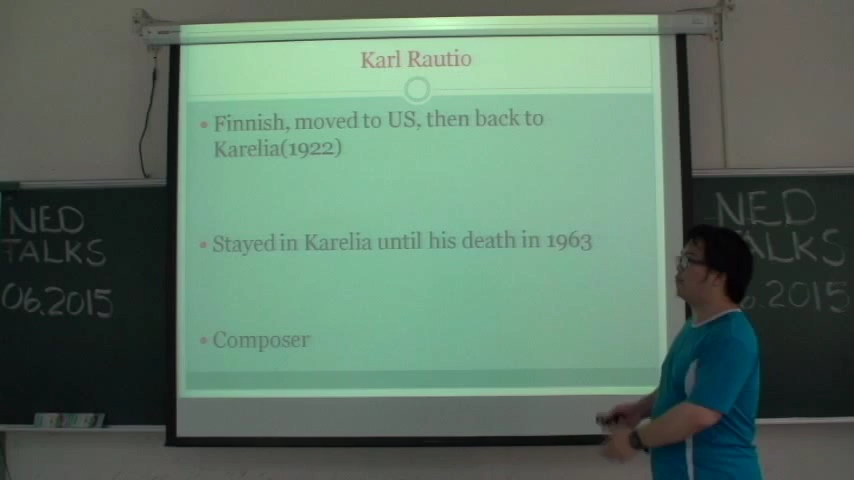 Karl Rautio
• Finnish, moved to US, then back to
Karelia(1922)
• Stayed in Karelia until his death in 1963
• Composer
NED
TALKS
06.2015
NED
ALKS
6.2015